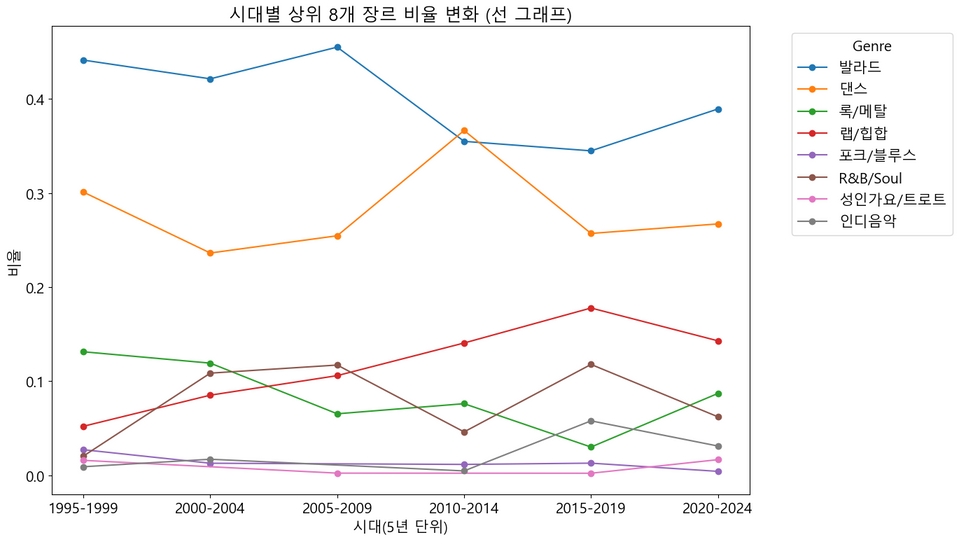 시대별 상위 8개 장르 비율 변화 (선 그래프)
비율
0.4
0.3
0.2
0.1
0.0
1995-1999
2000-2004
2005-2009
2010-2014
2015-2019
2020-2024
시대(5년 단위)
Genre
발라드
댄스
록/메탈
랩/힙합
포크/블루스
R&B/Soul
성인가요/트로트
인디음악